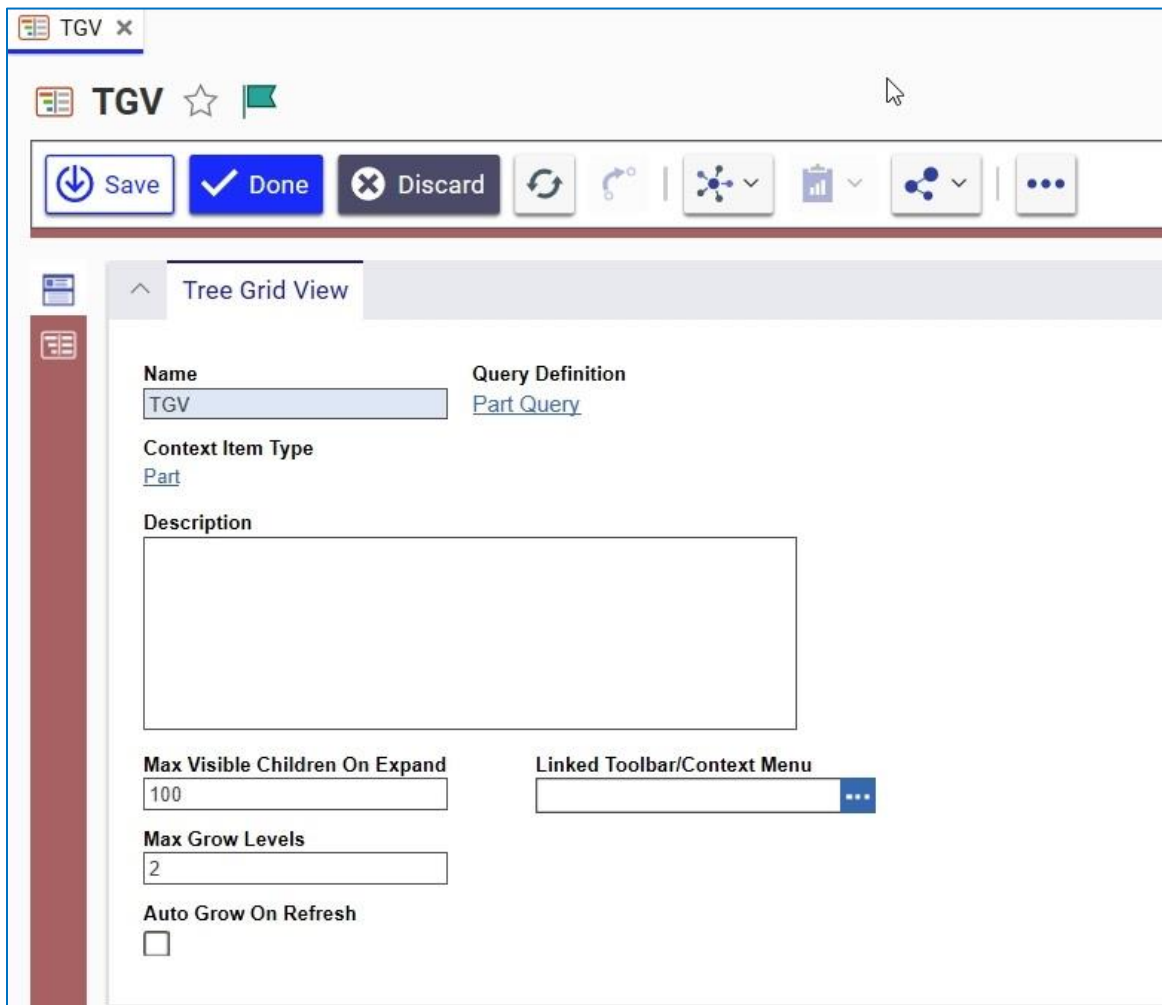 TGV
TGV
Save Done Discard
Tree Grid View
Name Query Definition
TGV Part Query
Context Item Type
Part
Description
Max Visible Children On Expand Linked Toolbar/Context Menu
100
Max Grow Levels
2
Auto Grow On Refresh